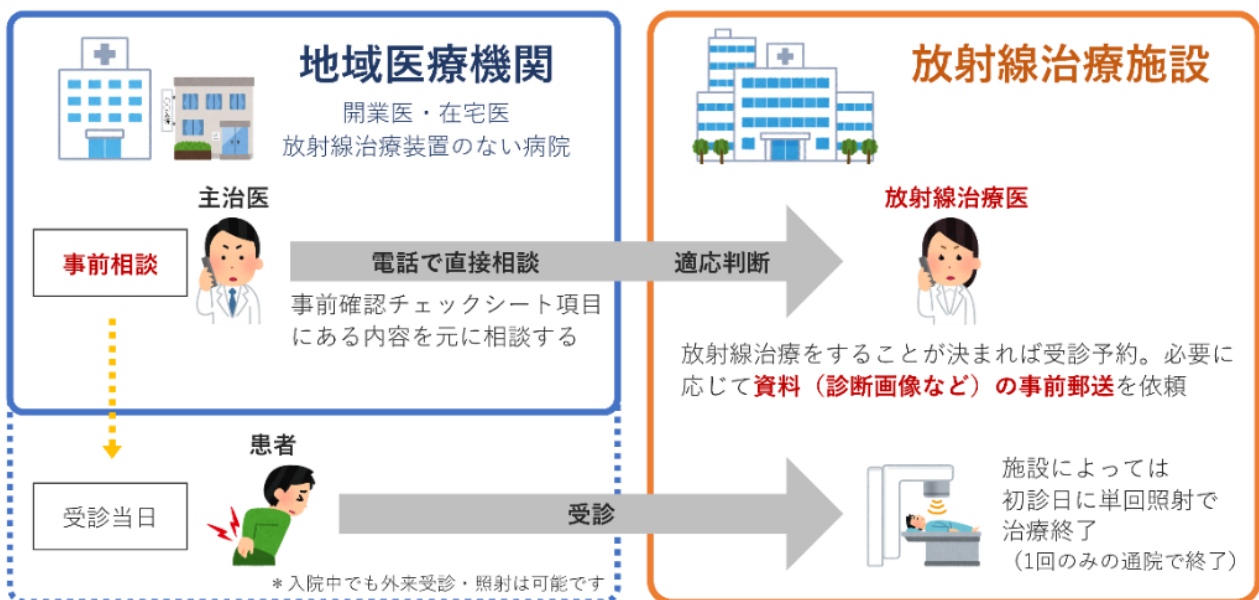 地域医療機関
開業医・在宅医
放射線治療装置のない病院
主治医
事前相談
電話で直接相談
事前確認チェックシート項目
にある内容を元に相談する
放射線治療施設
放射線治療医
適応判断
放射線治療をすることが決まれば受診予約。必要に
応じて資料（診断画像など）の事前郵送を依頼
患者
受診当日
受診
＊入院中でも外来受診・照射は可能です
施設によっては
初診日に単回照射で
治療終了
（1回のみの通院で終了）